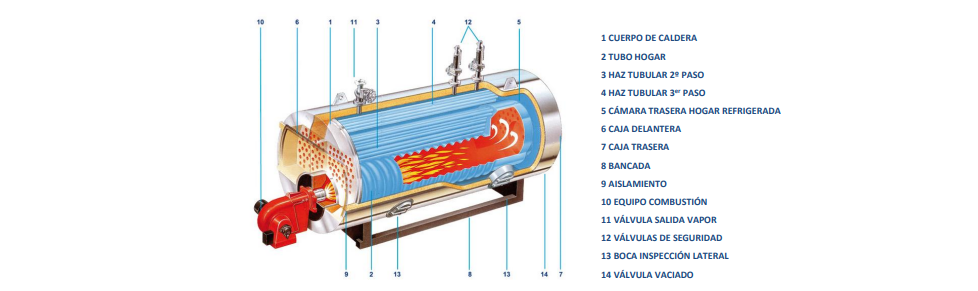 10 6 1 11 3 4 12 5
9 2 13 8 13 14 7
1 CUERPO DE CALDERA
2 TUBO HOGAR
3 HAZ TUBULAR 2º PASO
4 HAZ TUBULAR 3er PASO
5 CÁMARA TRASERA HOGAR REFRIGERADA
6 CAJA DELANTERA
7 CAJA TRASERA
8 BANCADA
9 AISLAMIENTO
10 EQUIPO COMBUSTIÓN
11 VÁLVULA SALIDA VAPOR
12 VÁLVULAS DE SEGURIDAD
13 BOCA INSPECCIÓN LATERAL
14 VÁLVULA VACIADO